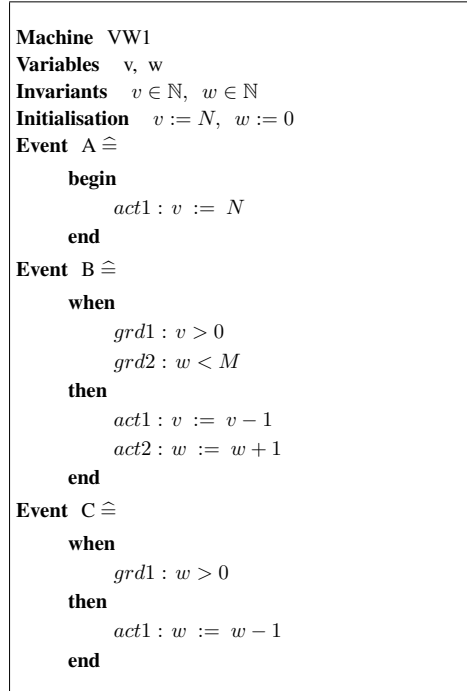 Machine VW1
Variables v, w
Invariants v ∈ ℕ, w ∈ ℕ
Initialisation v := N, w := 0
Event A ≙
begin
act1 : v := N
end
Event B ≙
when
grd1 : v > 0
grd2 : w < M
then
act1 : v := v − 1
act2 : w := w + 1
end
Event C ≙
when
grd1 : w > 0
then
act1 : w := w − 1
end